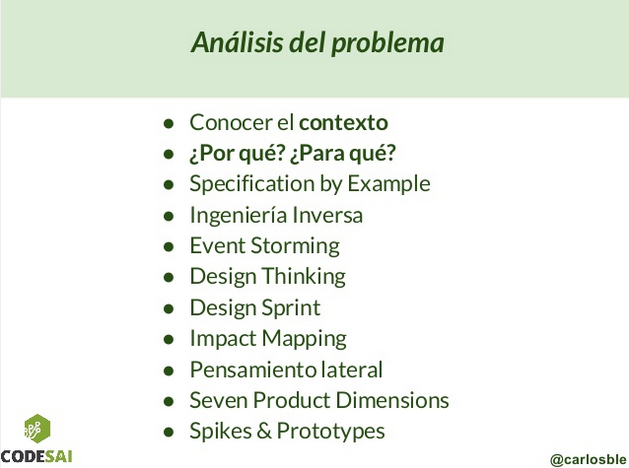 Análisis del problema
● Conocer el contexto
● ¿Por qué? ¿Para qué?
● Specification by Example
● Ingeniería Inversa
● Event Storming
● Design Thinking
● Design Sprint
● Impact Mapping
● Pensamiento lateral
● Seven Product Dimensions
● Spikes & Prototypes
CODESAI
@carlosble